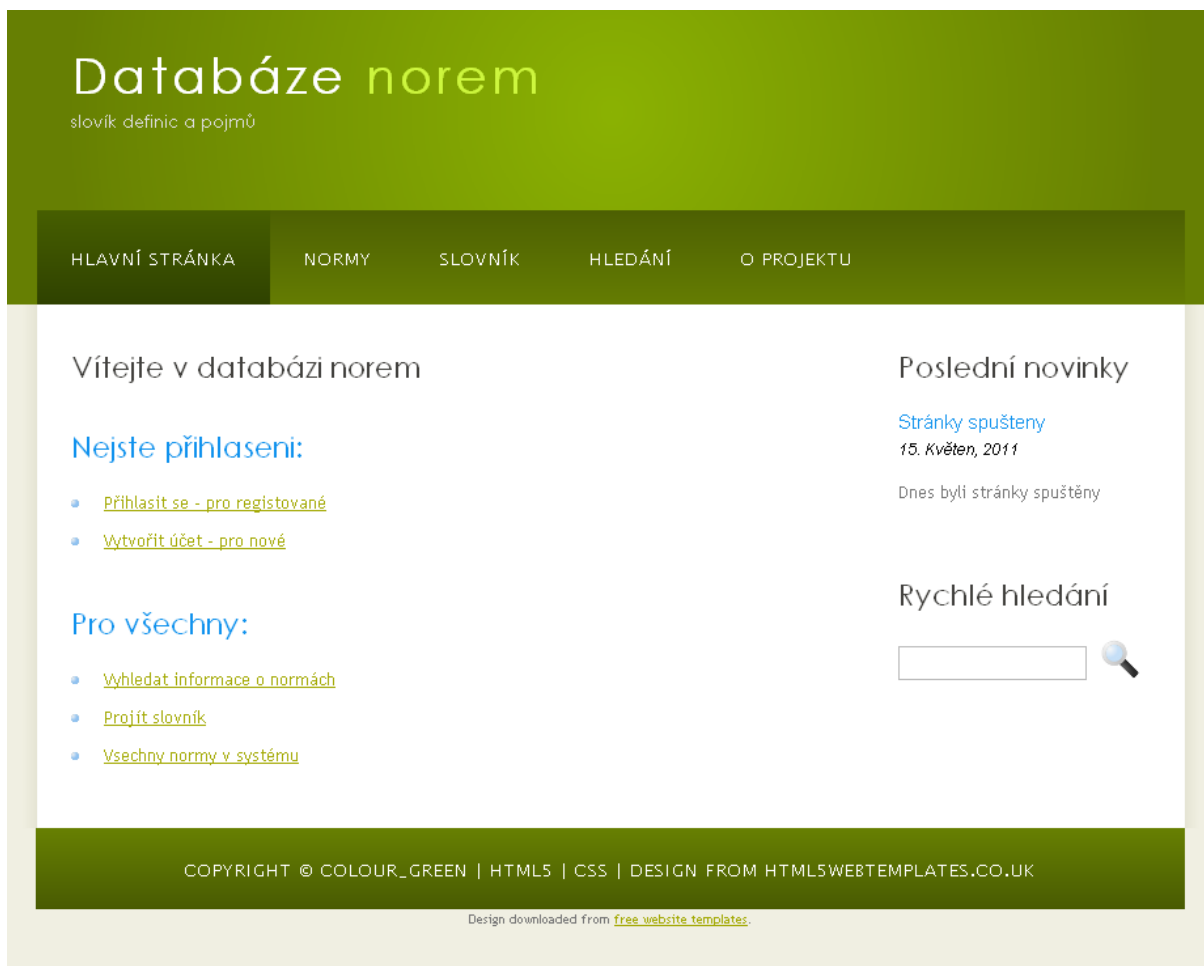 Databáze norem
slovík definic a pojmů
HLAVNÍ STRÁNKA NORMY SLOVNÍK HLEDÁNÍ O PROJEKTU
Vítejte v databázi norem
Nejste přihlaseni:
Přihlasit se - pro registované
Vytvořit účet - pro nové
Pro všechny:
Vyhledat informace o normách
Projít slovník
Vsechny normy v systému
Poslední novinky
Stránky spušteny
15. Květen, 2011
Dnes byli stránky spuštěny
Rychlé hledání
COPYRIGHT © COLOUR_GREEN | HTML5 | CSS | DESIGN FROM HTML5WEBTEMPLATES.CO.UK
Design downloaded from free website templates.